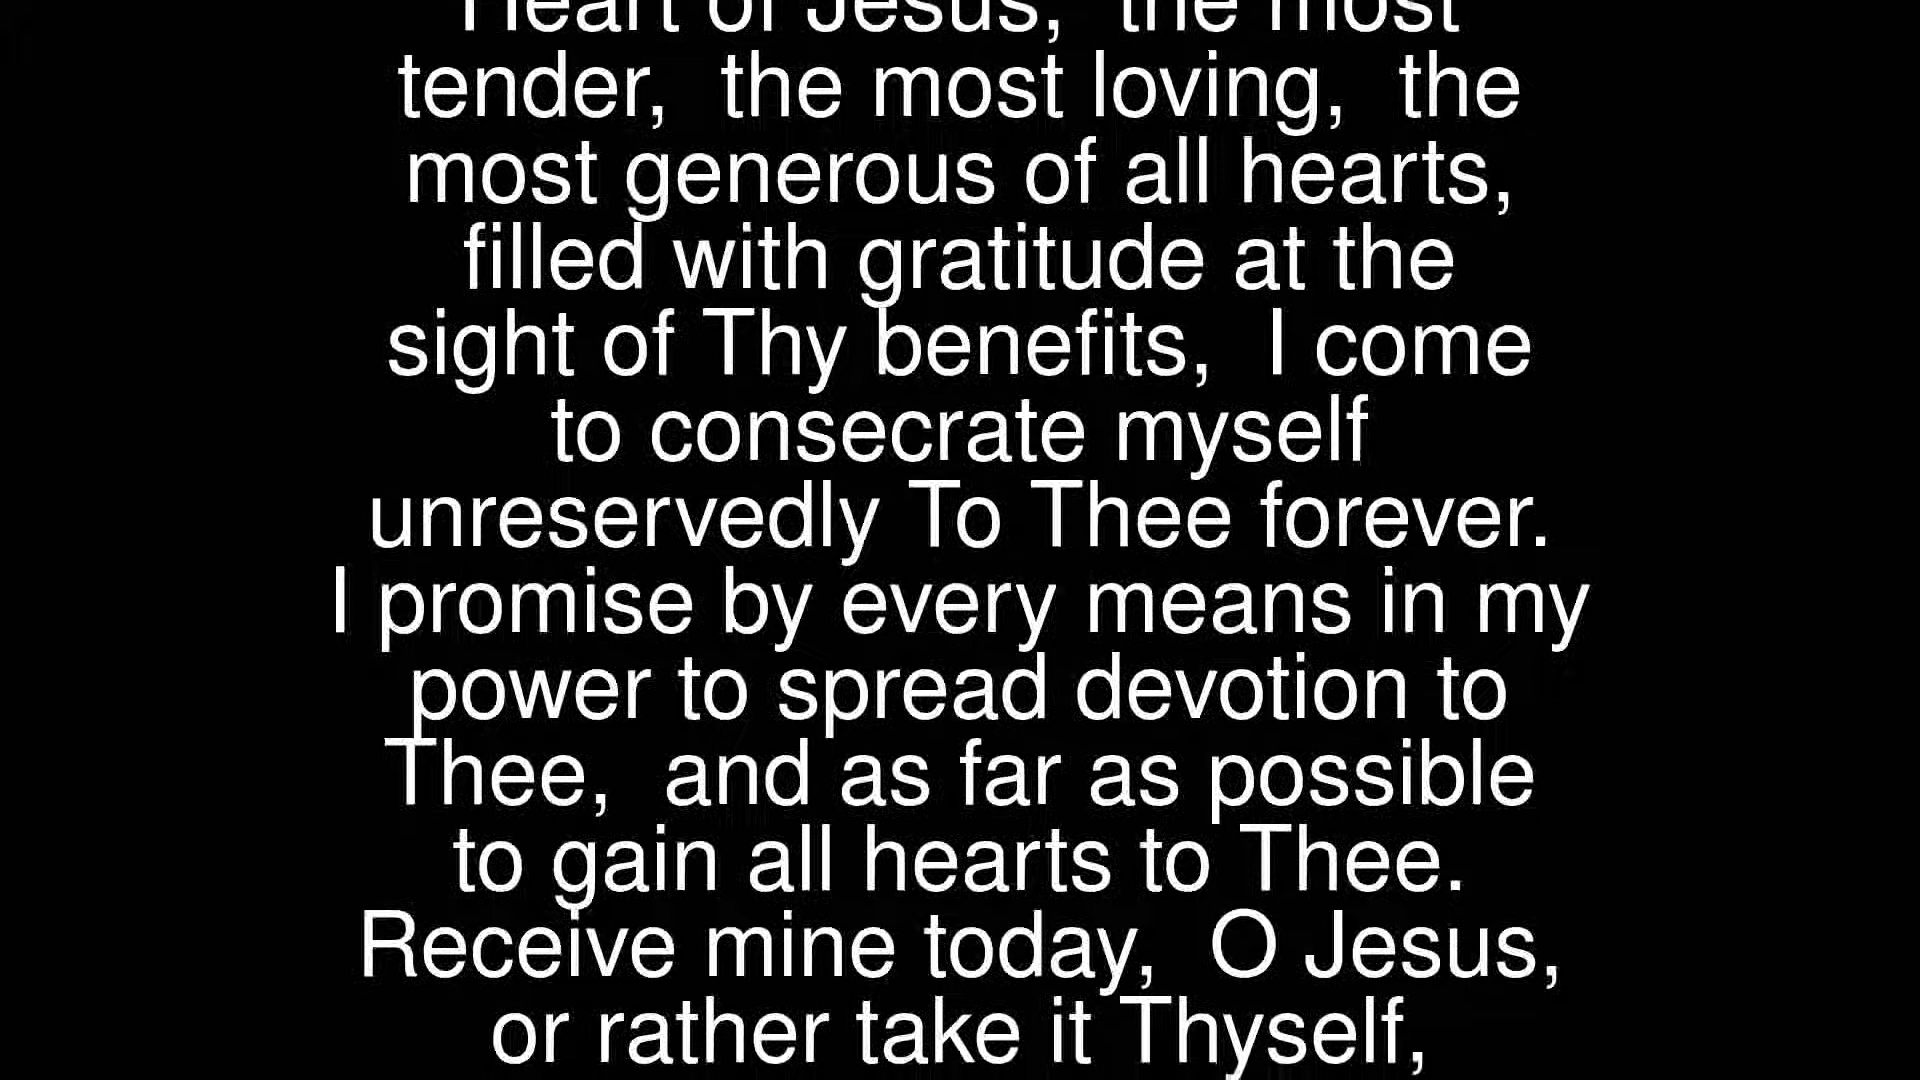 Heart of Jesus,  the most
tender,  the most loving,  the
most generous of all hearts,
filled with gratitude at the
sight of Thy benefits,  I come
to consecrate myself
unreservedly To Thee forever.
I promise by every means in my
power to spread devotion to
Thee,  and as far as possible
to gain all hearts to Thee.
Receive mine today,  O Jesus,
or rather take it Thyself,